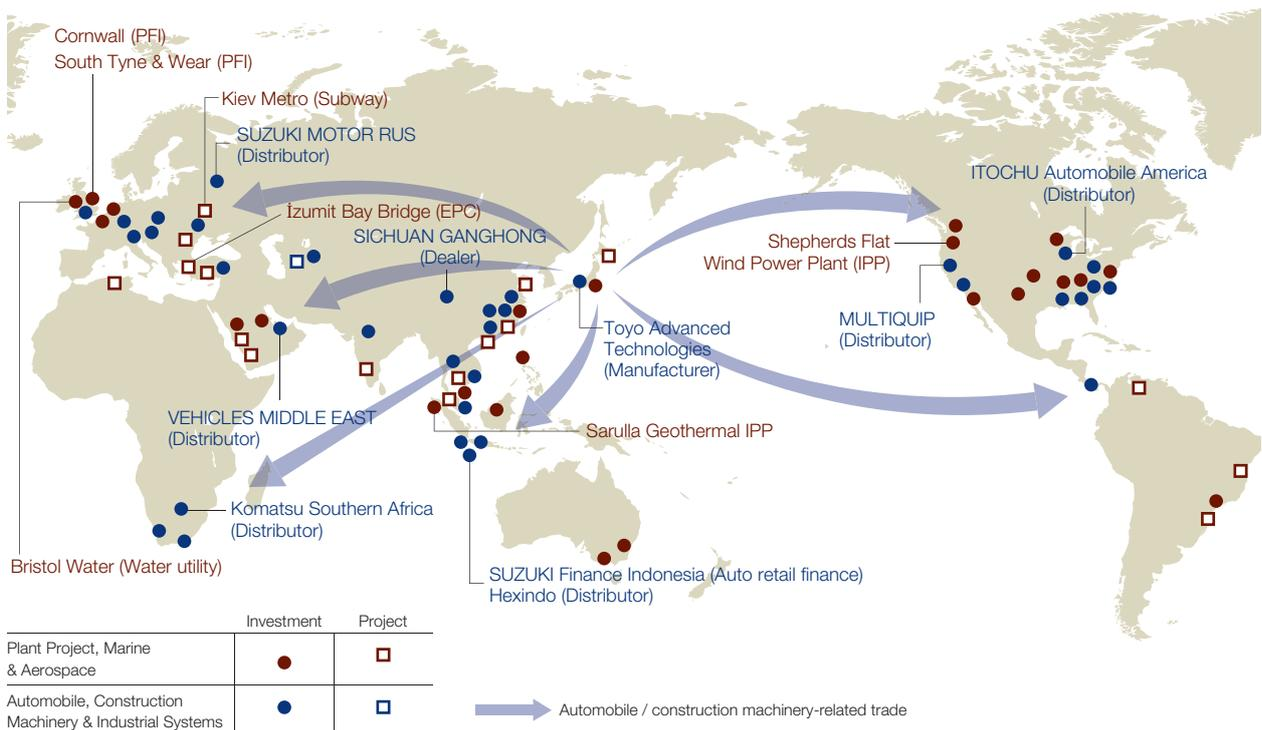 Cornwall (PFI)
South Tyne & Wear (PFI)
Kiev Metro (Subway)
SUZUKI MOTOR RUS
(Distributor)
İzumit Bay Bridge (EPC)
SICHUAN GANGHONG
(Dealer)
ITOCHU Automobile America
(Distributor)
Shepherds Flat
Wind Power Plant (IPP)
MULTIQUIP
(Distributor)
Toyo Advanced
Technologies
(Manufacturer)
VEHICLES MIDDLE EAST
(Distributor)
Sarulla Geothermal IPP
Komatsu Southern Africa
(Distributor)
Bristol Water (Water utility)
SUZUKI Finance Indonesia (Auto retail finance)
Hexindo (Distributor)
Investment
Project
Plant Project, Marine
& Aerospace
Automobile, Construction
Machinery & Industrial Systems
Automobile / construction machinery-related trade